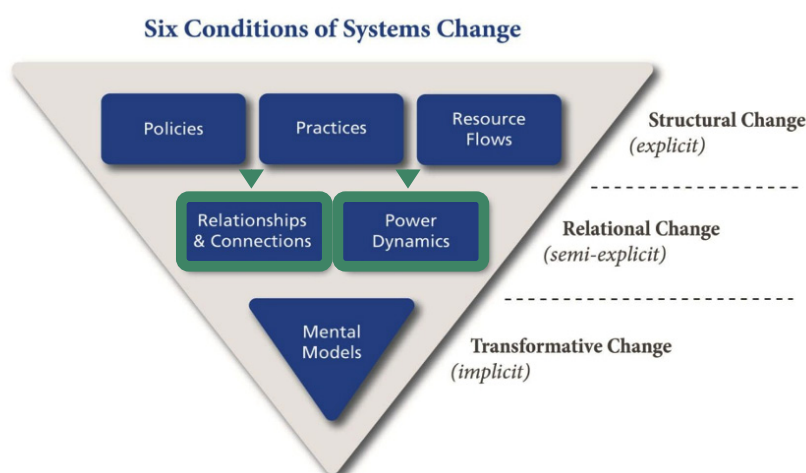 Six Conditions of Systems Change
Policies
Practices
Resource
Flows
Structural Change
(explicit)
Relationships
& Connections
Power
Dynamics
Relational Change
(semi-explicit)
Mental
Models
Transformative Change
(implicit)